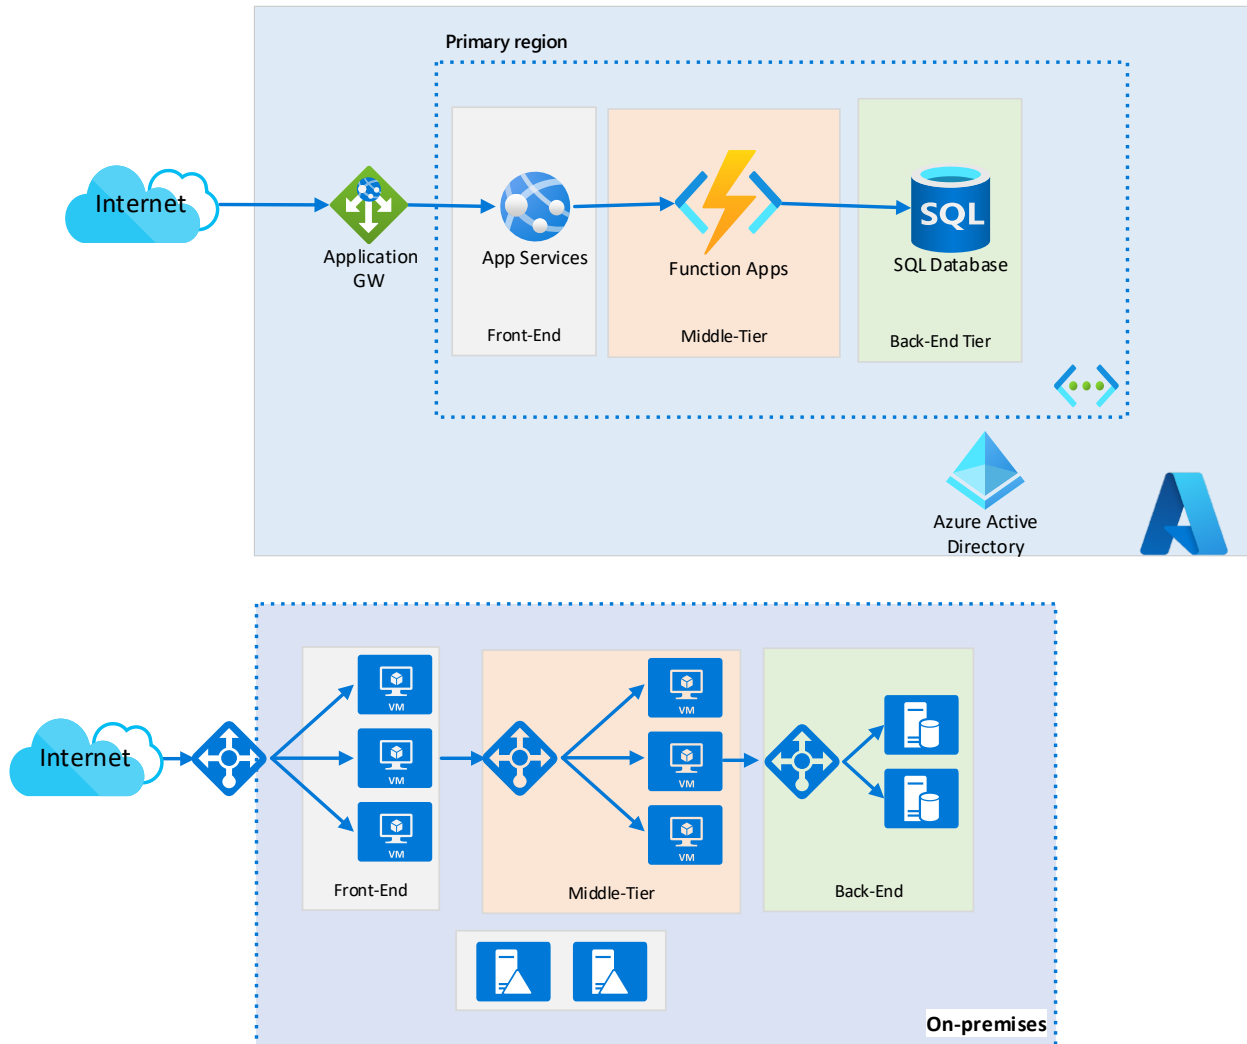 Primary region
Internet
Application
GW
App Services
Function Apps
SQL
SQL Database
Front-End
Middle-Tier
Back-End Tier
Azure Active
Directory
Internet
VM
VM
VM
Front-End
VM
VM
VM
Middle-Tier
Back-End
On-premises